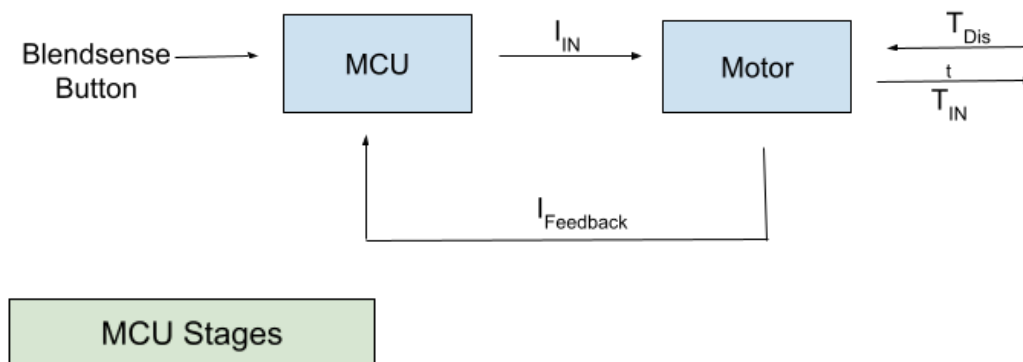 Blendsense
Button
MCU
I_IN
Motor
T_Dis
t
T_IN
I_Feedback
MCU Stages